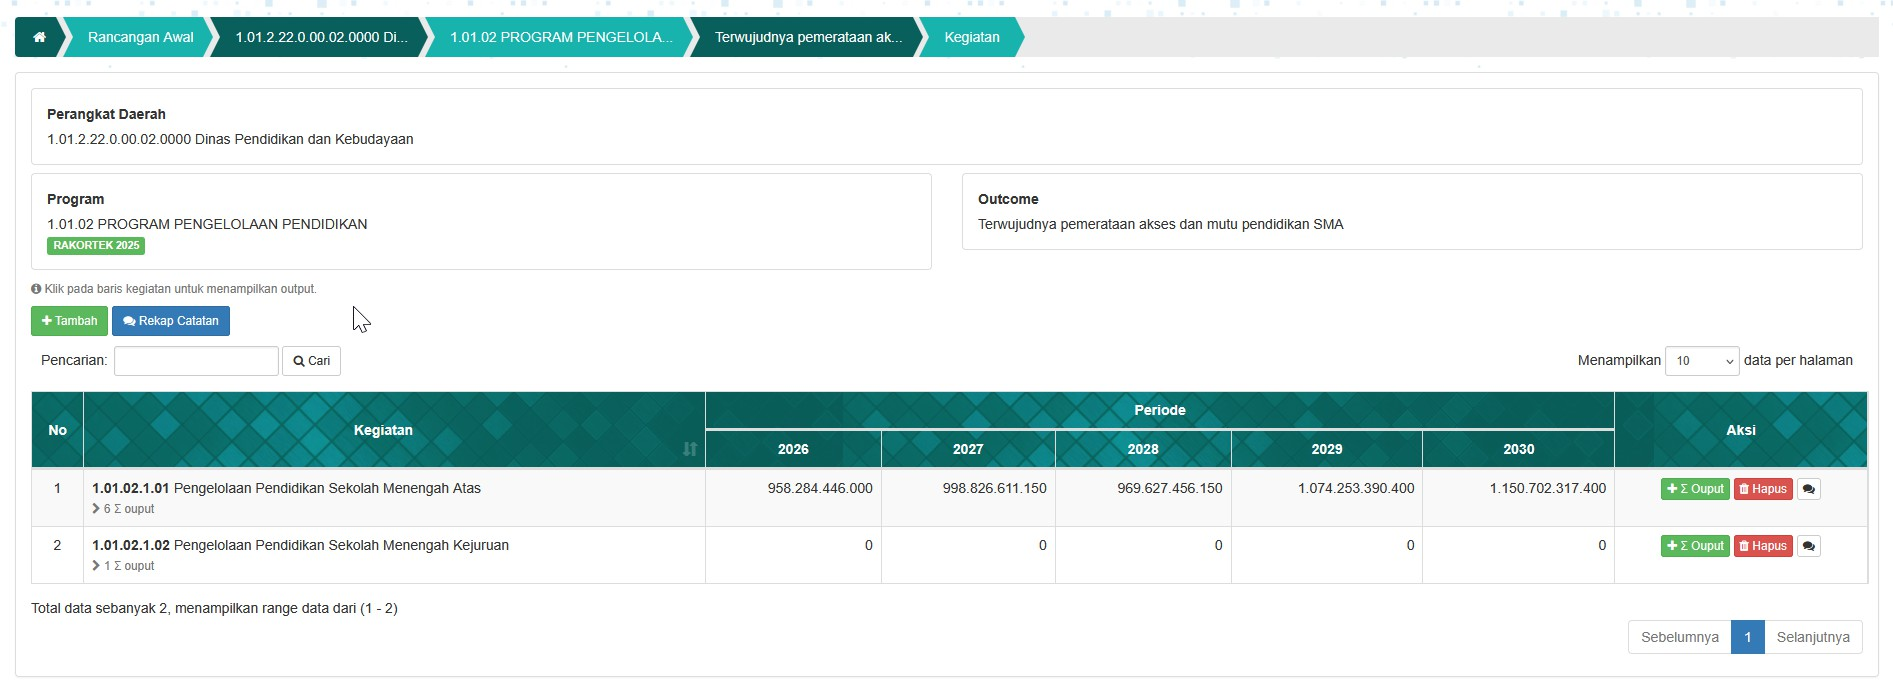 Rancangan Awal
1.01.2.22.0.00.02.0000 Di...
1.01.02 PROGRAM PENGELOLA...
Terwujudnya pemerataan ak...
Kegiatan
Perangkat Daerah
1.01.2.22.0.00.02.0000 Dinas Pendidikan dan Kebudayaan
Program
1.01.02 PROGRAM PENGELOLAAN PENDIDIKAN
RAKORTEK 2025
Outcome
Terwujudnya pemerataan akses dan mutu pendidikan SMA
Klik pada baris kegiatan untuk menampilkan output.
Tambah
Rekap Catatan
Pencarian:
Cari
Menampilkan 10 data per halaman
No
Kegiatan
Periode
Aksi
2026
2027
2028
2029
2030
1
1.01.02.1.01 Pengelolaan Pendidikan Sekolah Menengah Atas
6 Σ ouput
958.284.446.000
998.826.611.150
969.627.456.150
1.074.253.390.400
1.150.702.317.400
Σ Ouput
Hapus
2
1.01.02.1.02 Pengelolaan Pendidikan Sekolah Menengah Kejuruan
1 Σ ouput
0
0
0
0
0
Σ Ouput
Hapus
Total data sebanyak 2, menampilkan range data dari (1 - 2)
Sebelumnya
1
Selanjutnya